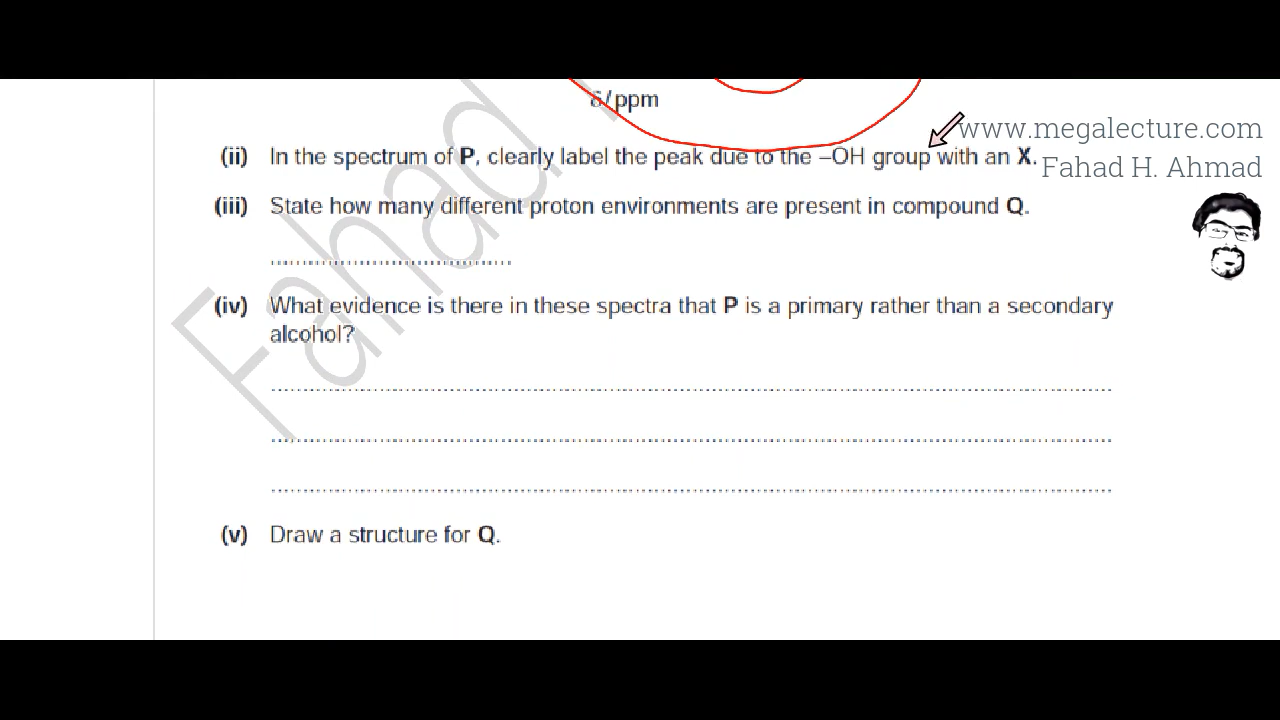 δ/ppm
www.megalecture.com
(ii) In the spectrum of P, clearly label the peak due to the –OH group with an X.
Fahad H. Ahmad
(iii) State how many different proton environments are present in compound Q.
(iv) What evidence is there in these spectra that P is a primary rather than a secondary
alcohol?
(v) Draw a structure for Q.
Fahad